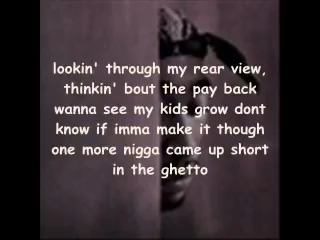 lookin' through my rear view,
thinkin' bout the pay back
wanna see my kids grow dont
know if imma make it though
one more nigga came up short
in the ghetto